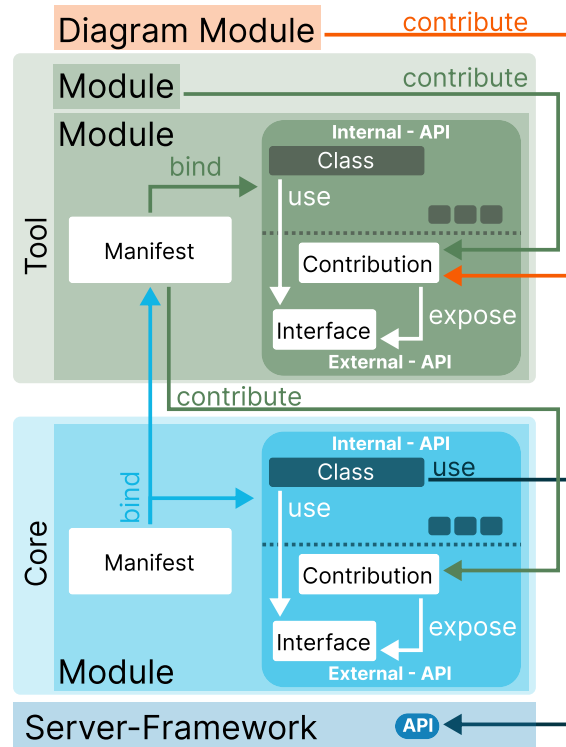 Diagram Module
contribute
Module
contribute
Module
Internal - API
Class
bind
use
Tool
Manifest
Contribution
Interface
expose
External - API
contribute
Internal - API
Class
use
bind
use
Core
Manifest
Contribution
Interface
expose
Module
External - API
Server-Framework
API